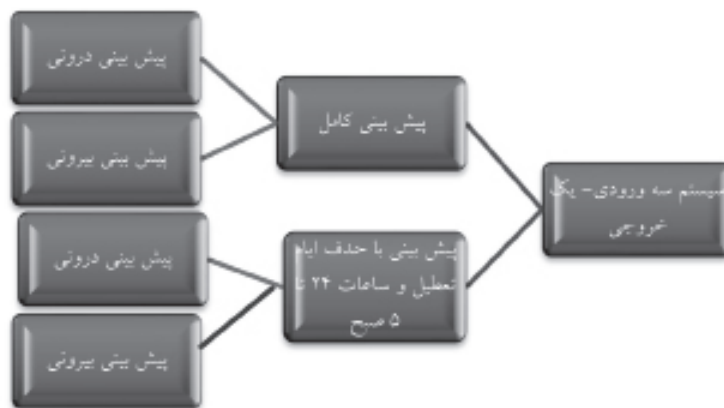 سیستم سه ورودی- یک
خروجی
پیش بینی کامل
پیش بینی با حذف ایام
تعطیل و ساعات ۲۴ تا
۵ صبح
پیش بینی درونی
پیش بینی بیرونی
پیش بینی درونی
پیش بینی بیرونی